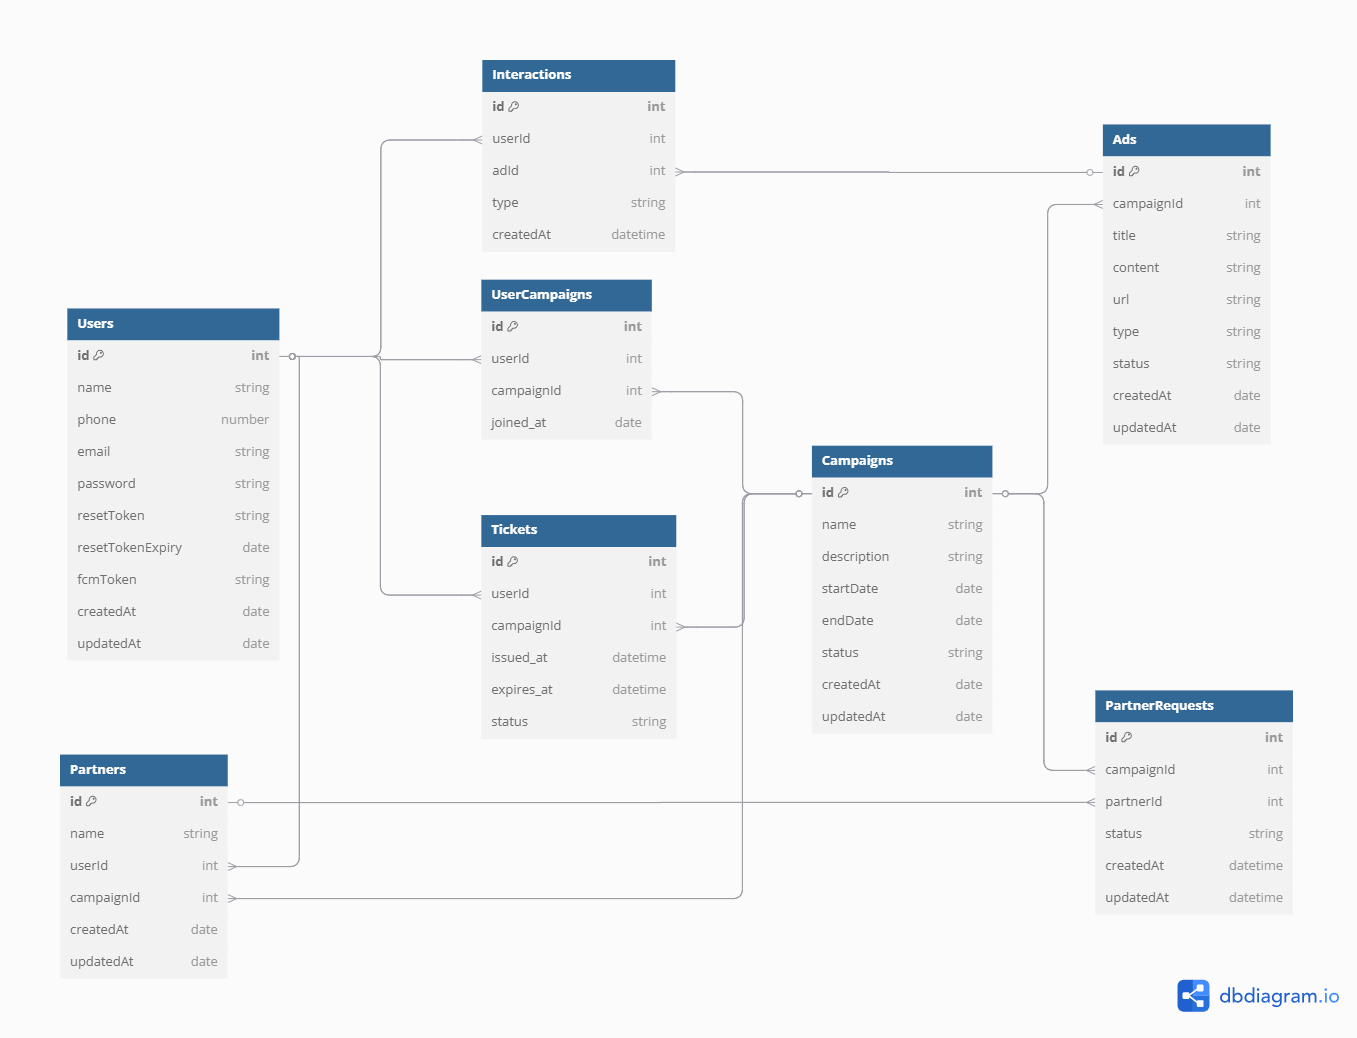 Interactions
id int
userId int
adId int
type string
createdAt datetime
Ads
id int
campaignId int
title string
content string
url string
type string
status string
createdAt date
updatedAt date
UserCampaigns
id int
userId int
campaignId int
joined_at date
Users
id int
name string
phone number
email string
password string
resetToken string
resetTokenExpiry date
fcmToken string
createdAt date
updatedAt date
Campaigns
id int
name string
description string
startDate date
endDate date
status string
createdAt date
updatedAt date
Tickets
id int
userId int
campaignId int
issued_at datetime
expires_at datetime
status string
PartnerRequests
id int
campaignId int
partnerId int
status string
createdAt datetime
updatedAt datetime
Partners
id int
name string
userId int
campaignId int
createdAt date
updatedAt date
dbdiagram.io